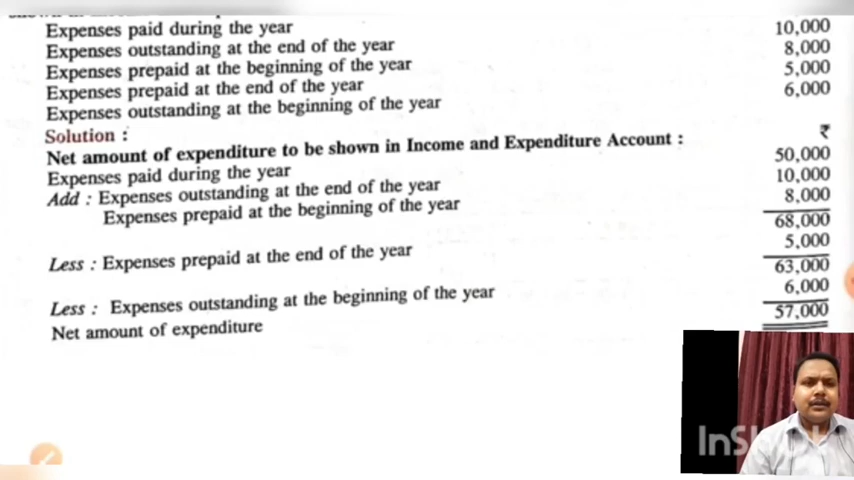 Expenses paid during the year
Expenses outstanding at the end of the year 10,000
Expenses prepaid at the beginning of the year 8,000
Expenses prepaid at the end of the year 5,000
Expenses outstanding at the beginning of the year 6,000
Solution :
Net amount of expenditure to be shown in Income and Expenditure Account : ₹
Expenses paid during the year 50,000
Add : Expenses outstanding at the end of the year 10,000
Expenses prepaid at the beginning of the year 8,000
68,000
Less : Expenses prepaid at the end of the year 5,000
63,000
Less : Expenses outstanding at the beginning of the year 6,000
Net amount of expenditure 57,000
InSh